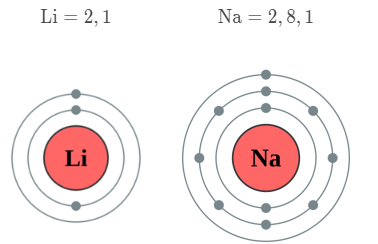 Li = 2, 1
Na = 2, 8, 1
Li
Na